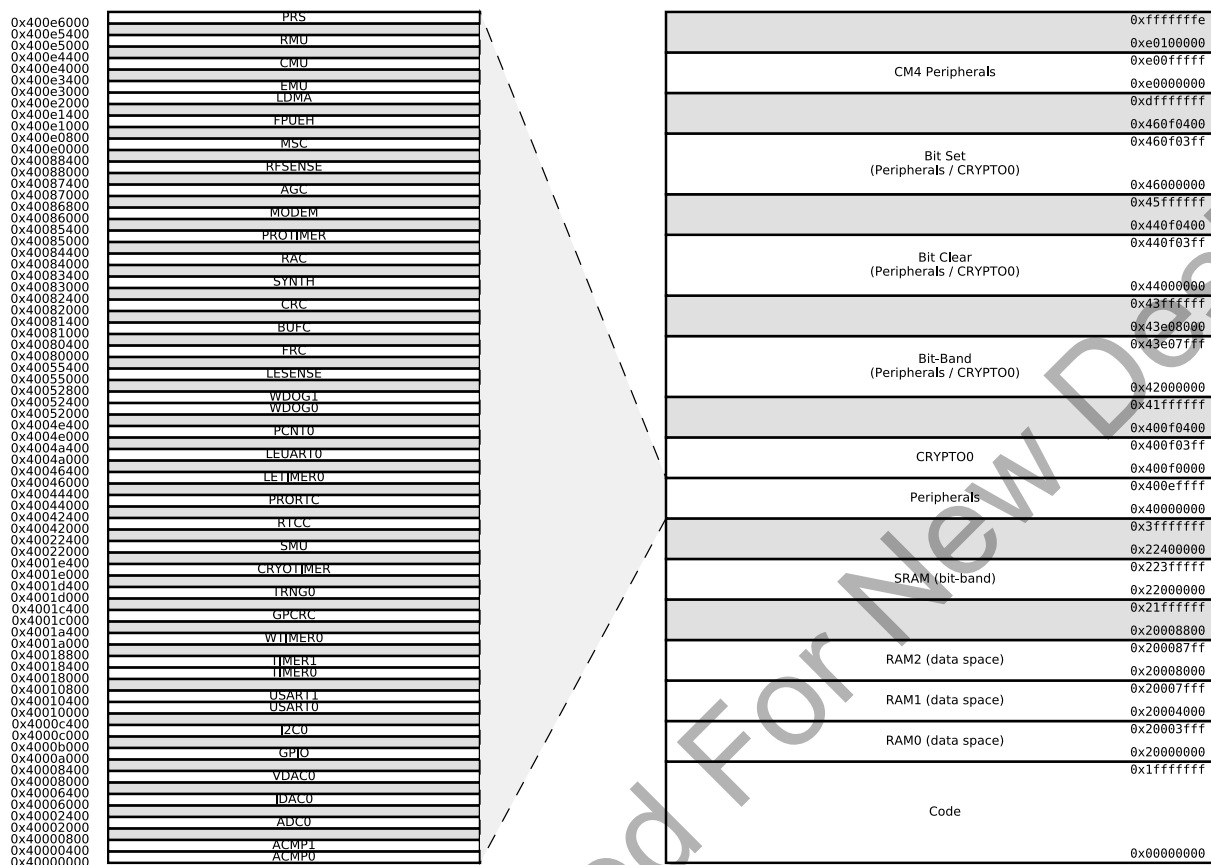 PRS
0x400e6000
0x400e5400
RMU
0x400e5000
0x400e4400
CMU
0x400e4000
0x400e3400
EMU
0x400e3000
LDMA
0x400e2000
0x400e1400
FPUEH
0x400e1000
0x400e0800
MSC
0x400e0000
0x40088400
RFSENSE
0x40088000
0x40087400
AGC
0x40087000
0x40086800
MODEM
0x40086000
0x40085400
PROTIMER
0x40085000
0x40084400
RAC
0x40084000
0x40083400
SYNTH
0x40083000
0x40082400
CRC
0x40082000
0x40081400
BUFC
0x40081000
0x40080400
FRC
0x40080000
0x40055400
LESENSE
0x40055000
0x40052800
WDOG1
0x40052400
WDOG0
0x40052000
0x4004e400
PCNT0
0x4004e000
0x4004a400
LEUART0
0x4004a000
0x40046400
LETIMER0
0x40046000
0x40044400
PRORTC
0x40044000
0x40042400
RTCC
0x40042000
0x40022400
SMU
0x40022000
0x4001e400
CRYOTIMER
0x4001e000
0x4001d400
TRNG0
0x4001d000
0x4001c400
GPCRC
0x4001c000
0x4001a400
WTIMER0
0x4001a000
0x40018800
TIMER1
0x40018400
TIMER0
0x40018000
0x40010800
USART1
0x40010400
USART0
0x40010000
0x4000c400
I2C0
0x4000c000
0x4000b000
GPIO
0x4000a000
0x40008400
VDAC0
0x40008000
0x40006400
IDAC0
0x40006000
0x40002400
ADC0
0x40002000
0x40000800
ACMP1
0x40000400
ACMP0
0x40000000
0xfffffffe
0xe0100000
0xe00fffff
CM4 Peripherals
0xe0000000
0xdfffffff
0x460f0400
0x460f03ff
Bit Set
(Peripherals / CRYPTO0)
0x46000000
0x45ffffff
0x440f0400
0x440f03ff
Bit Clear
(Peripherals / CRYPTO0)
0x44000000
0x43ffffff
0x43e08000
0x43e07fff
Bit-Band
(Peripherals / CRYPTO0)
0x42000000
0x41ffffff
0x400f0400
0x400f03ff
CRYPTO0
0x400f0000
0x400effff
Peripherals
0x40000000
0x3fffffff
0x22400000
0x223fffff
SRAM (bit-band)
0x22000000
0x21ffffff
0x20008800
0x200087ff
RAM2 (data space)
0x20008000
0x20007fff
RAM1 (data space)
0x20004000
0x20003fff
RAM0 (data space)
0x20000000
0x1fffffff
Code
0x00000000
ed For New Des